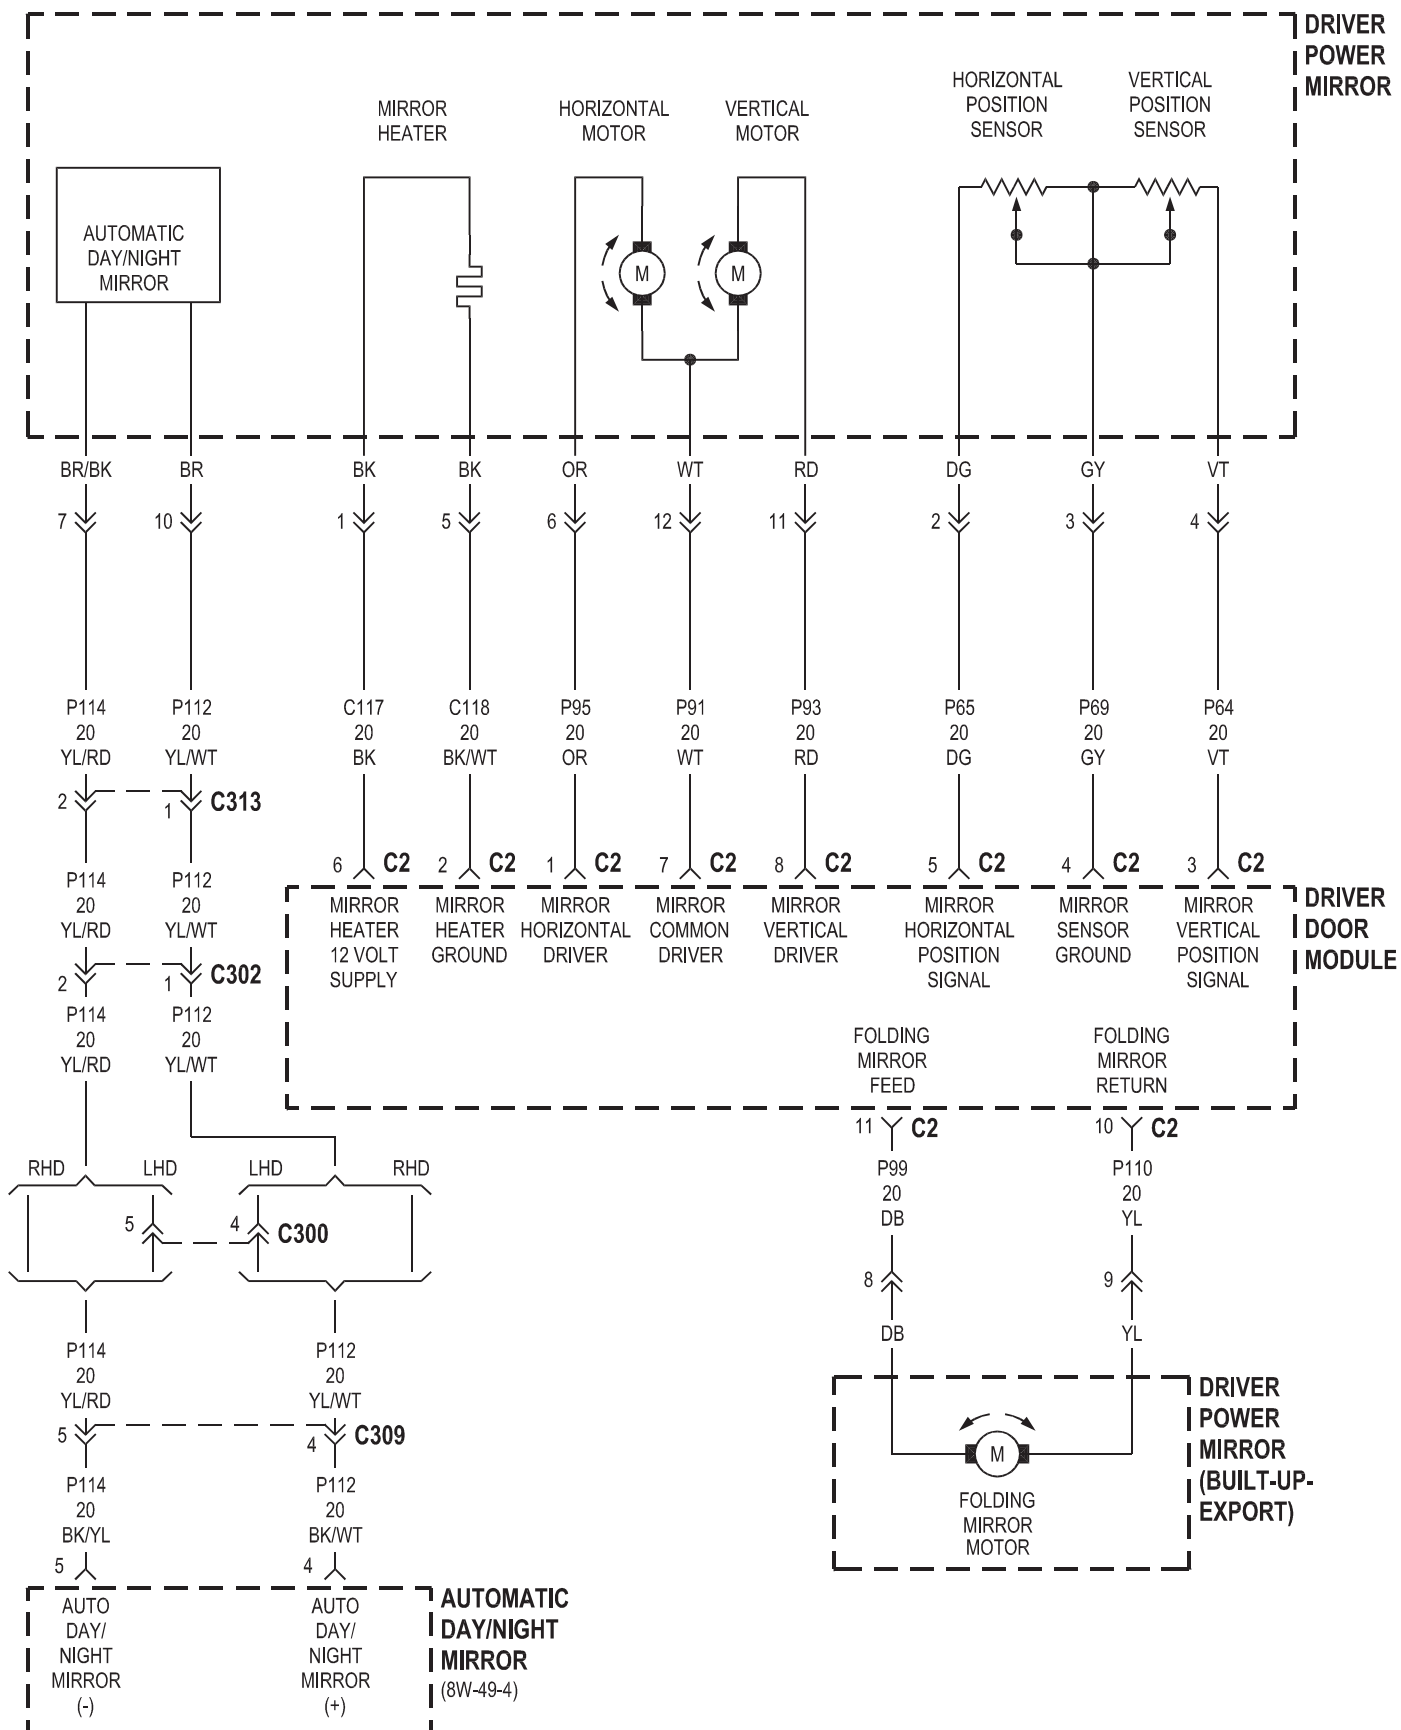 DRIVER
POWER
MIRROR
HORIZONTAL
POSITION
SENSOR
VERTICAL
POSITION
SENSOR
MIRROR
HEATER
HORIZONTAL
MOTOR
VERTICAL
MOTOR
AUTOMATIC
DAY/NIGHT
MIRROR
M
M
BR/BK BR BK BK OR WT RD DG GY VT
7 10 1 5 6 12 11 2 3 4
P114 P112 C117 C118 P95 P91 P93 P65 P69 P64
20 20 20 20 20 20 20 20 20 20
YL/RD YL/WT BK BK/WT OR WT RD DG GY VT
2 1 C313
6 C2 2 C2 1 C2 7 C2 8 C2 5 C2 4 C2 3 C2
P114 P112
20 20
YL/RD YL/WT
DRIVER
DOOR
MODULE
MIRROR
HEATER
12 VOLT
SUPPLY
MIRROR
HEATER
GROUND
MIRROR
HORIZONTAL
DRIVER
MIRROR
COMMON
DRIVER
MIRROR
VERTICAL
DRIVER
MIRROR
HORIZONTAL
POSITION
SIGNAL
MIRROR
SENSOR
GROUND
MIRROR
VERTICAL
POSITION
SIGNAL
2 1 C302
P114 P112
20 20
YL/RD YL/WT
FOLDING
MIRROR
FEED
FOLDING
MIRROR
RETURN
11 C2 10 C2
RHD LHD LHD RHD
P99 P110
20 20
DB YL
5 4 C300
8 9
DB YL
P114 P112
20 20
YL/RD YL/WT
5 4 C309
P114 P112
20 20
BK/YL BK/WT
5 4
DRIVER
POWER
MIRROR
(BUILT-UP-
EXPORT)
M
FOLDING
MIRROR
MOTOR
AUTO
DAY/
NIGHT
MIRROR
(-)
AUTO
DAY/
NIGHT
MIRROR
(+)
AUTOMATIC
DAY/NIGHT
MIRROR
(8W-49-4)